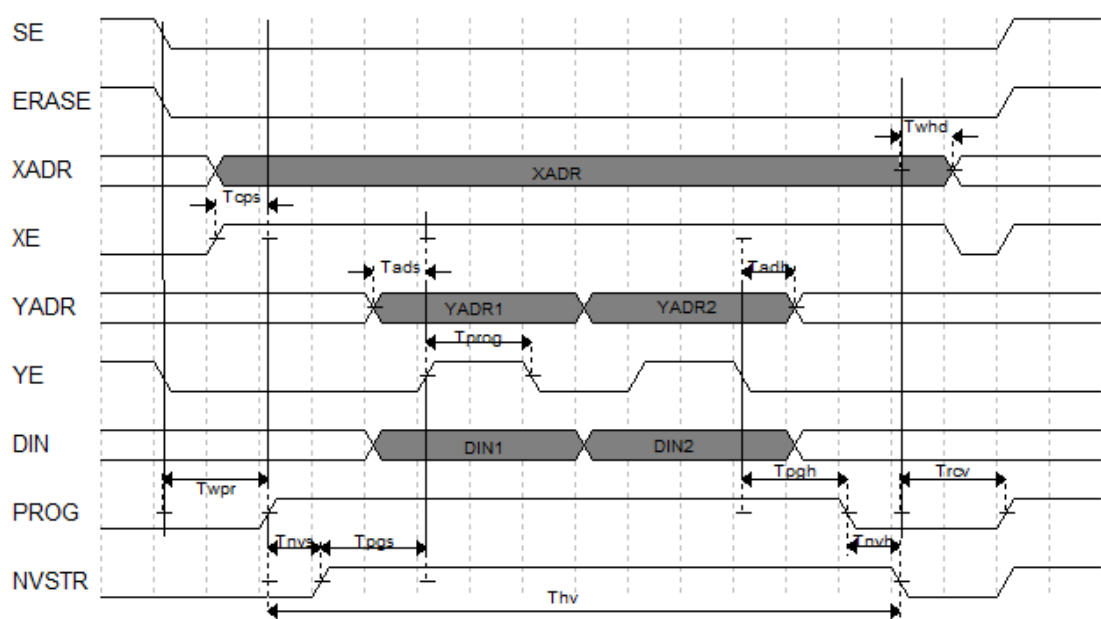 SE
ERASE
Twhd
XADR
XADR
Tcps
XE
Tads
Tadh
YADR
YADR1
YADR2
Tprog
YE
DIN
DIN1
DIN2
Twpr
Tpgh
Trcv
PROG
Tnvs
Tpgs
Tnvh
NVSTR
Thv